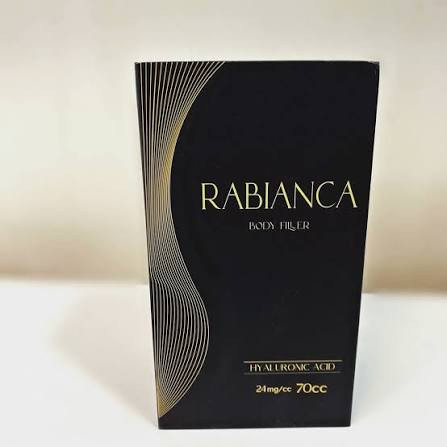 RABIANCA
BODY FILLER
HYALURONIC ACID
24mg/cc 70cc